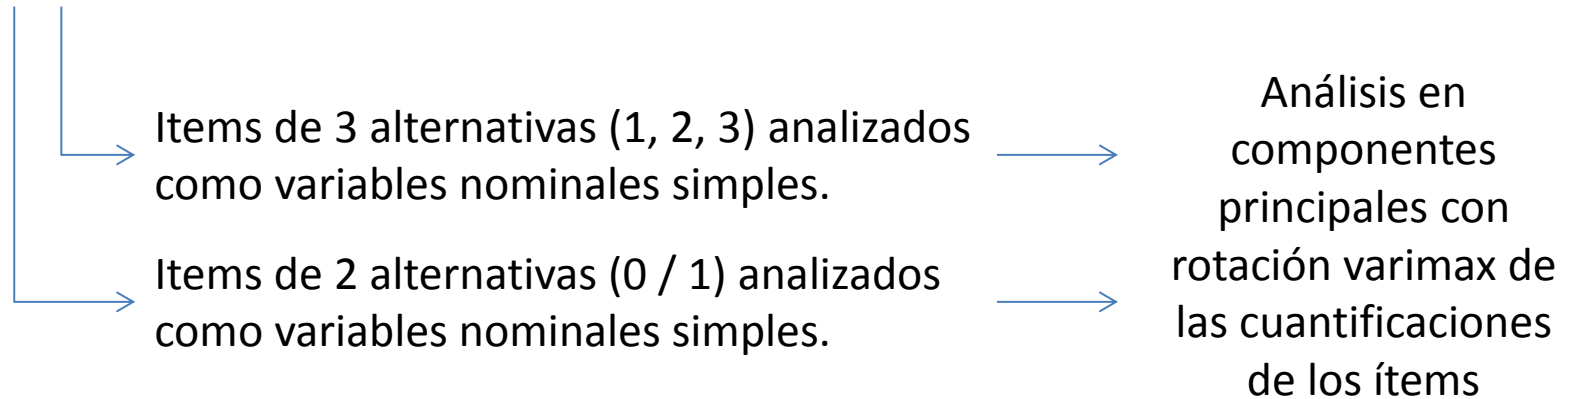 Items de 3 alternativas (1, 2, 3) analizados
como variables nominales simples.
Items de 2 alternativas (0 / 1) analizados
como variables nominales simples.
Análisis en
componentes
principales con
rotación varimax de
las cuantificaciones
de los ítems